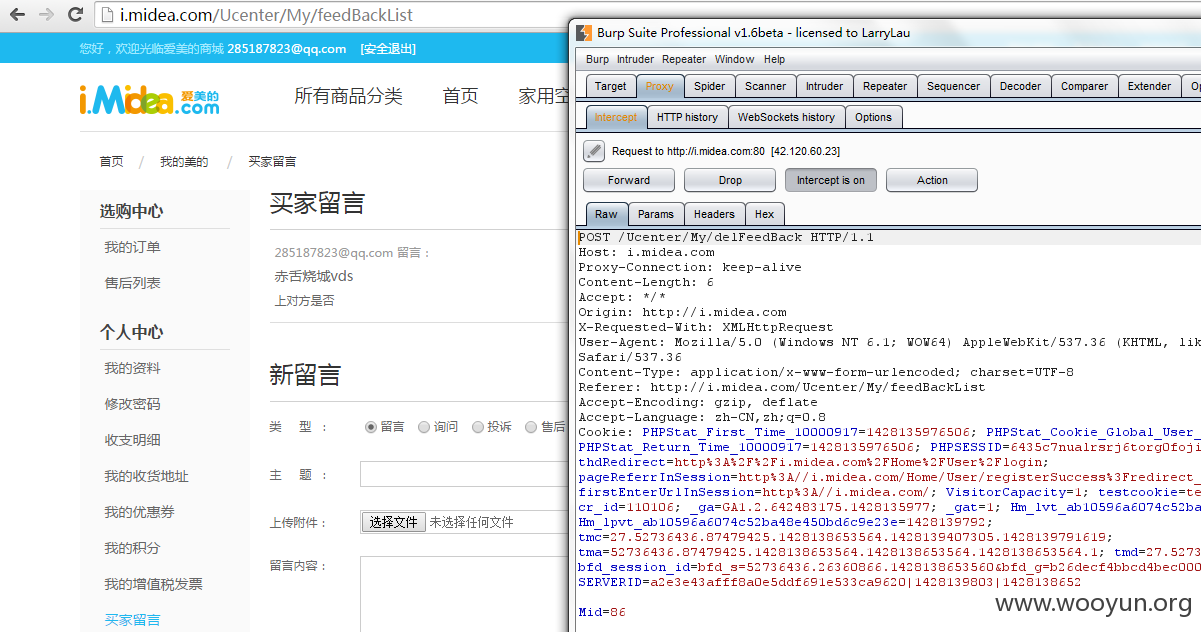 i.midea.com/Ucenter/My/feedBackList
您好，欢迎光临爱美的商城 285187823@qq.com [安全退出]
i.Midea 爱美的 .com
所有商品分类 首页 家用空
首页 / 我的美的 / 买家留言
选购中心
我的订单
售后列表
个人中心
我的资料
修改密码
收支明细
我的收货地址
我的优惠券
我的积分
我的增值税发票
买家留言
买家留言
285187823@qq.com 留言：
赤舌烧城vds
上对方是否
新留言
类 型： 留言 询问 投诉 售后
主 题：
上传附件： 选择文件 未选择任何文件
留言内容：
Burp Suite Professional v1.6beta - licensed to LarryLau
Burp Intruder Repeater Window Help
Target Proxy Spider Scanner Intruder Repeater Sequencer Decoder Comparer Extender Op
Intercept HTTP history WebSockets history Options
Request to http://i.midea.com:80 [42.120.60.23]
Forward Drop Intercept is on Action
Raw Params Headers Hex
POST /Ucenter/My/delFeedBack HTTP/1.1
Host: i.midea.com
Proxy-Connection: keep-alive
Content-Length: 6
Accept: */*
Origin: http://i.midea.com
X-Requested-With: XMLHttpRequest
User-Agent: Mozilla/5.0 (Windows NT 6.1; WOW64) AppleWebKit/537.36 (KHTML, lik
Safari/537.36
Content-Type: application/x-www-form-urlencoded; charset=UTF-8
Referer: http://i.midea.com/Ucenter/My/feedBackList
Accept-Encoding: gzip, deflate
Accept-Language: zh-CN,zh;q=0.8
Cookie: PHPStat_First_Time_10000917=1428135976506; PHPStat_Cookie_Global_User_
PHPStat_Return_Time_10000917=1428135976506; PHPSESSID=6435c7nualrsrj6torg0foji
thdRedirect=http%3A%2F%2Fi.midea.com%2FHome%2FUser%2Flogin;
pageReferrInSession=http%3A//i.midea.com/Home/User/registerSuccess%3Fredirect_
firstEnterUrlInSession=http%3A//i.midea.com/; VisitorCapacity=1; testcookie=te
cr_id=110106; _ga=GA1.2.642483175.1428135977; _gat=1; Hm_lvt_ab10596a6074c52ba
Hm_lpvt_ab10596a6074c52ba48e450bd6c9e23e=1428139792;
tmc=27.52736436.87479425.1428138653564.1428139407305.1428139791619;
tma=52736436.87479425.1428138653564.1428138653564.1428138653564.1; tmd=27.5273
bfd_session_id=bfd_s=52736436.26360866.1428138653560&bfd_g=b26decf4bbcd4bec000
SERVERID=a2e3e43afff8a0e5ddf691e533ca9620|1428139803|1428138652
Mid=86
www.wooyun.org